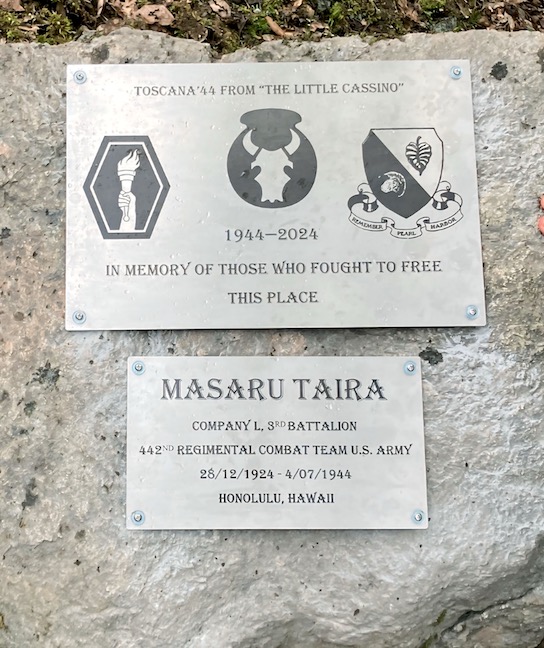 TOSCANA'44 FROM "THE LITTLE CASSINO"
REMEMBER PEARL HARBOR
1944–2024
IN MEMORY OF THOSE WHO FOUGHT TO FREE
THIS PLACE
MASARU TAIRA
COMPANY L, 3RD BATTALION
442ND REGIMENTAL COMBAT TEAM U.S. ARMY
28/12/1924 - 4/07/1944
HONOLULU, HAWAII